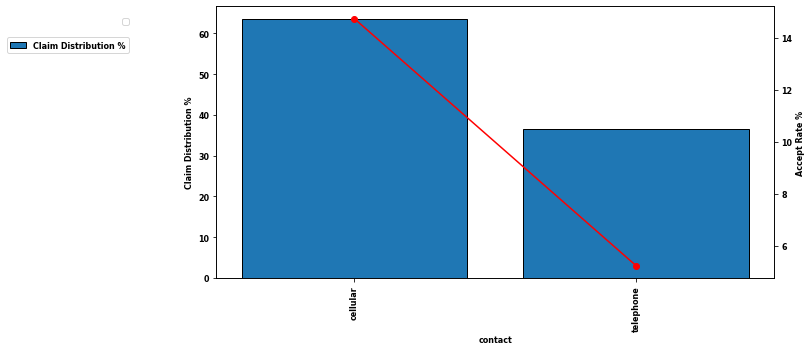 Claim Distribution %
Claim Distribution %
60
50
40
30
20
10
0
14
12
10
8
6
Accept Rate %
cellular
telephone
contact